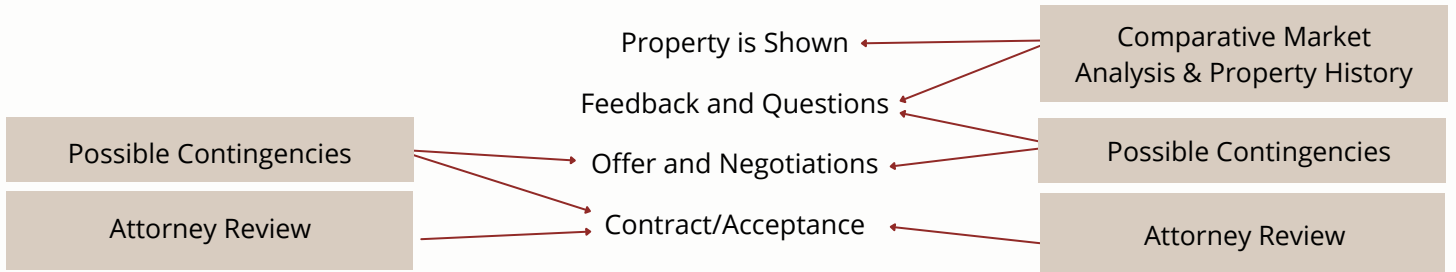 Property is Shown
Comparative Market
Analysis & Property History
Feedback and Questions
Possible Contingencies
Offer and Negotiations
Possible Contingencies
Attorney Review
Contract/Acceptance
Attorney Review